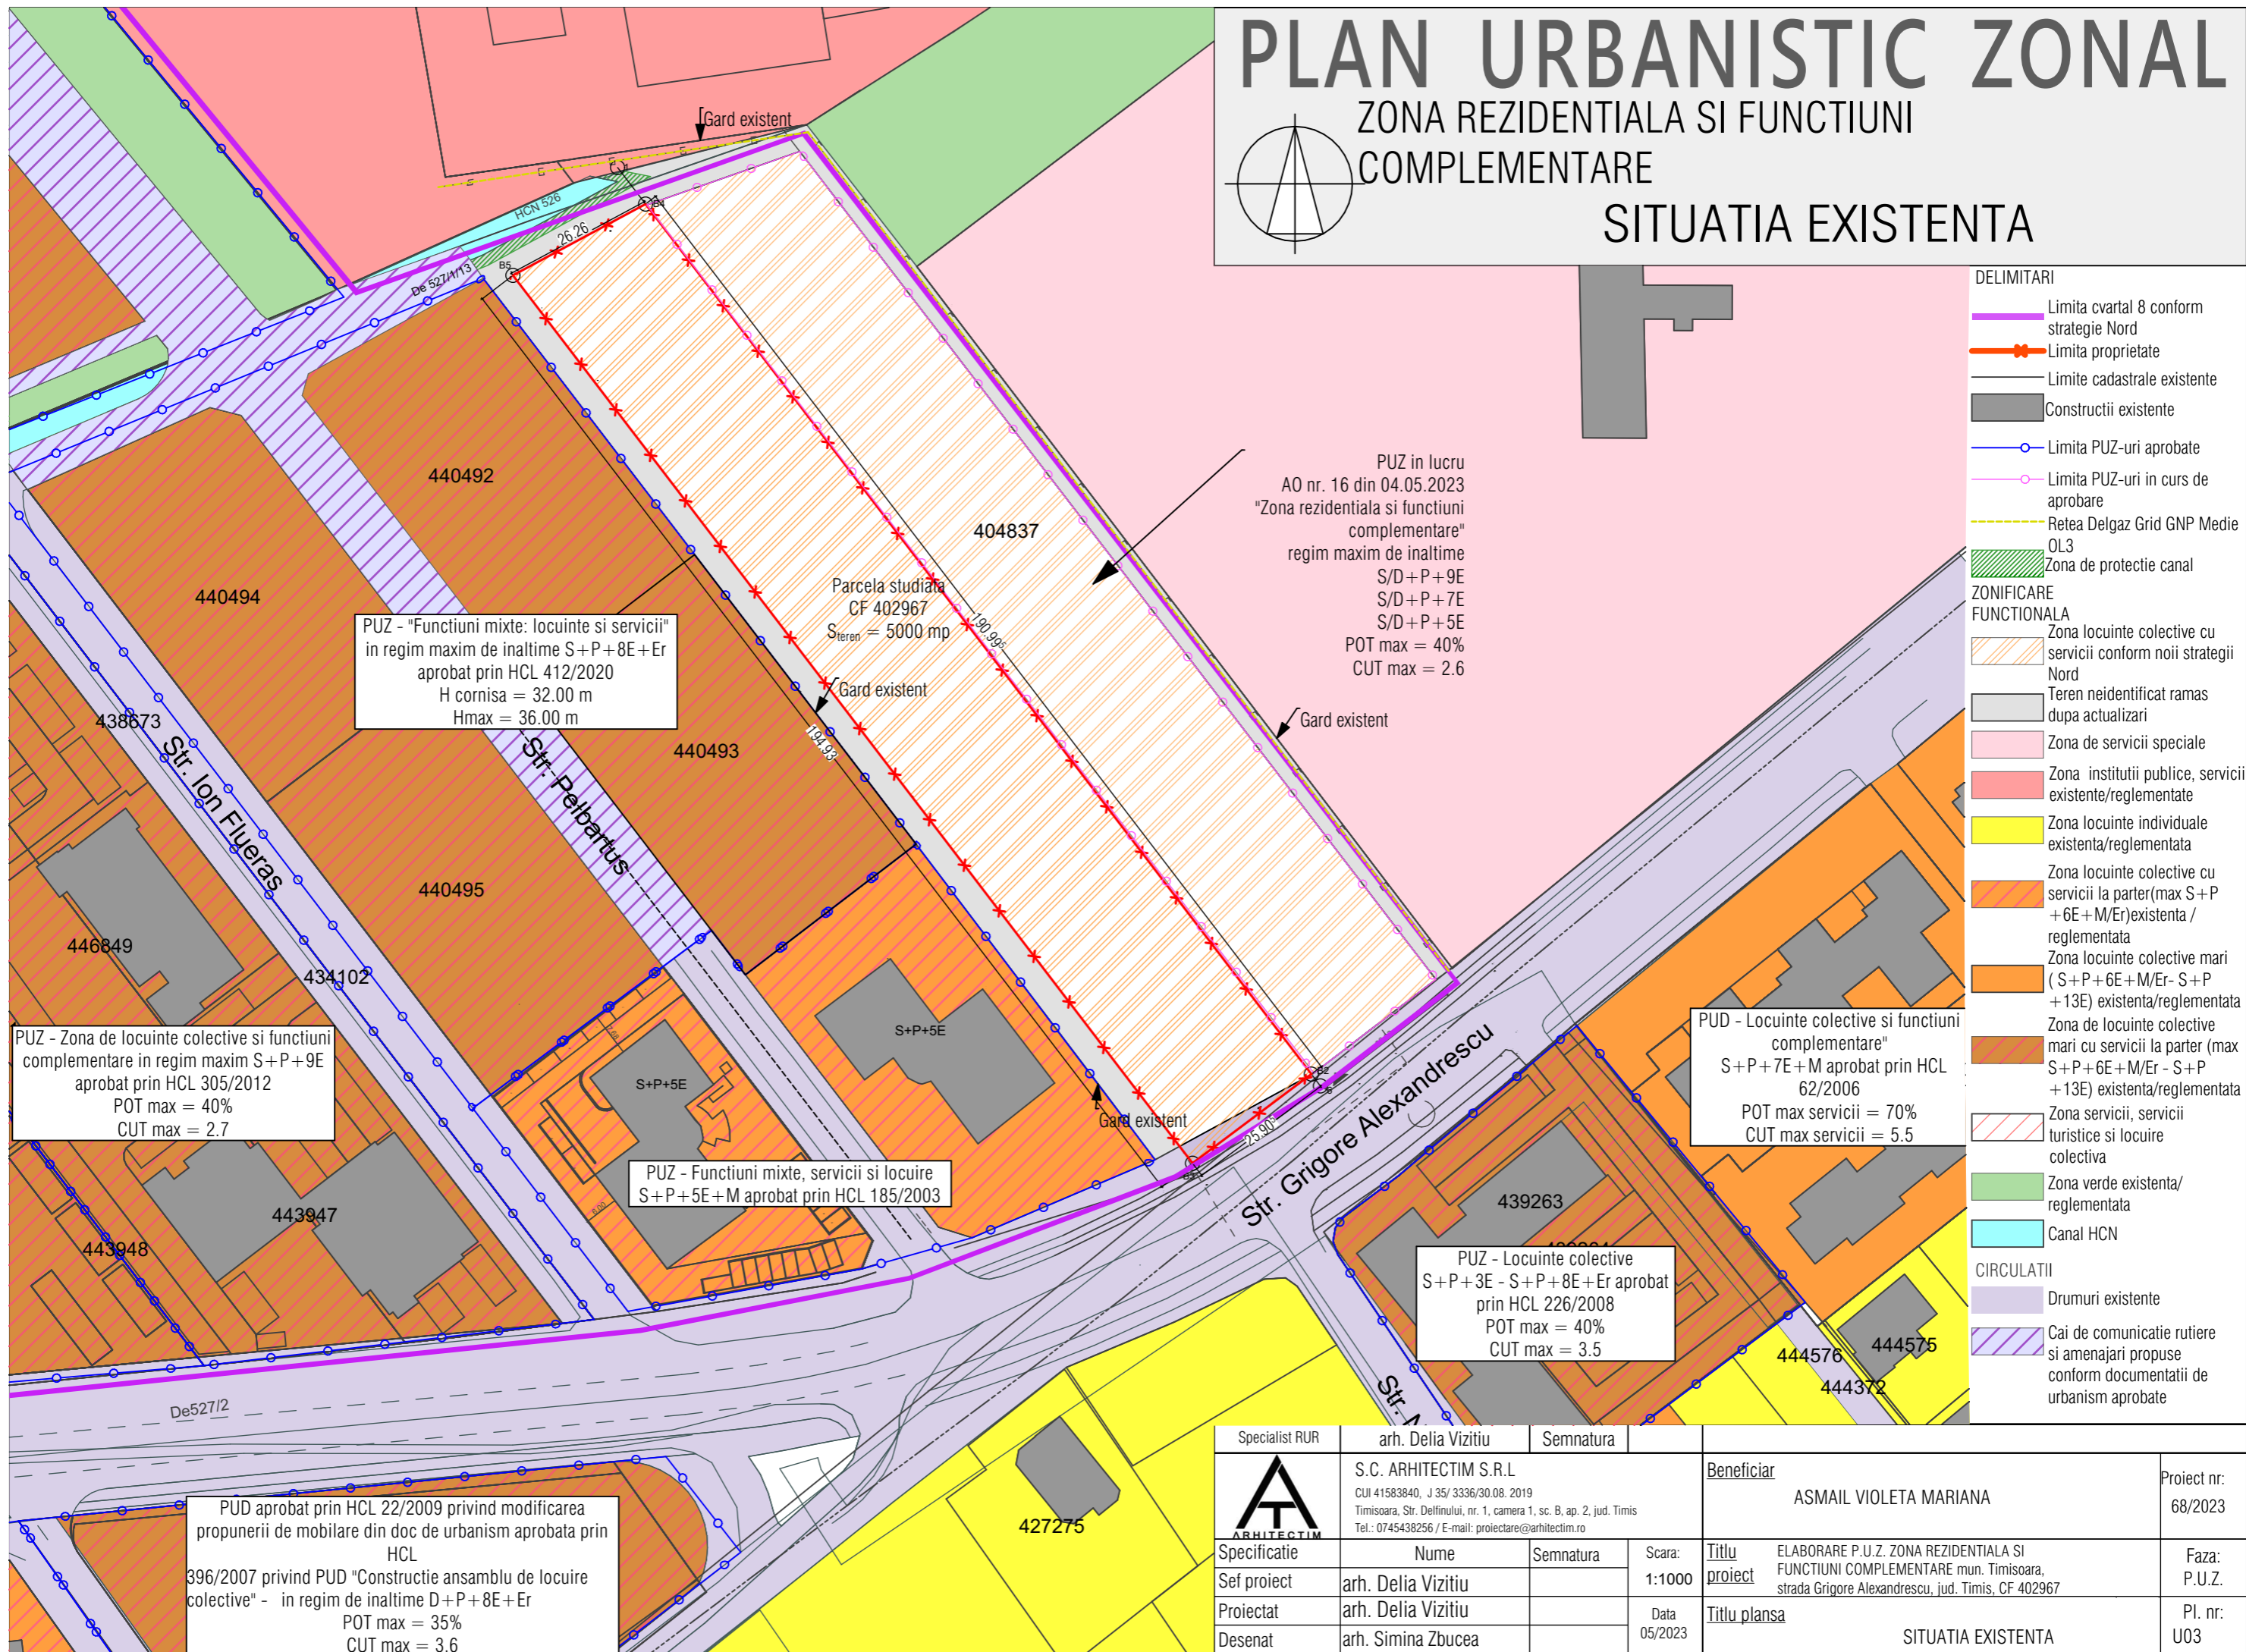 PLAN URBANISTIC ZONAL
ZONA REZIDENTIALA SI FUNCTIUNI
COMPLEMENTARE
SITUATIA EXISTENTA
DELIMITARI
Limita cvartal 8 conform
strategie Nord
Limita proprietate
Limite cadastrale existente
Constructii existente
Limita PUZ-uri aprobate
Limita PUZ-uri in curs de
aprobare
Retea Delgaz Grid GNP Medie
OL3
Zona de protectie canal
ZONIFICARE
FUNCTIONALA
Zona locuinte colective cu
servicii conform noii strategii
Nord
Teren neidentificat ramas
dupa actualizari
Zona de servicii speciale
Zona institutii publice, servicii
existente/reglementate
Zona locuinte individuale
existenta/reglementata
Zona locuinte colective cu
servicii la parter(max S+P
+6E+M/Er)existenta /
reglementata
Zona locuinte colective mari
( S+P+6E+M/Er- S+P
+13E) existenta/reglementata
Zona de locuinte colective
mari cu servicii la parter (max
S+P+6E+M/Er - S+P
+13E) existenta/reglementata
Zona servicii, servicii
turistice si locuire
colectiva
Zona verde existenta/
reglementata
Canal HCN
CIRCULATII
Drumuri existente
Cai de comunicatie rutiere
si amenajari propuse
conform documentatii de
urbanism aprobate
Gard existent
HCN 526
B4
26.26
B5
De 527/1/13
440492
404837
PUZ in lucru
AO nr. 16 din 04.05.2023
"Zona rezidentiala si functiuni
complementare"
regim maxim de inaltime
S/D+P+9E
S/D+P+7E
S/D+P+5E
POT max = 40%
CUT max = 2.6
Parcela studiata
CF 402967
Steren = 5000 mp
190.995
440494
PUZ - "Functiuni mixte: locuinte si servicii"
in regim maxim de inaltime S+P+8E+Er
aprobat prin HCL 412/2020
H cornisa = 32.00 m
Hmax = 36.00 m
Gard existent
Gard existent
194.93
438673
Str. Ion Flueras
Str. Pelbartus
440493
440495
446849
434102
S+P+5E
S+P+5E
7.00
6.00
PUZ - Zona de locuinte colective si functiuni
complementare in regim maxim S+P+9E
aprobat prin HCL 305/2012
POT max = 40%
CUT max = 2.7
PUD - Locuinte colective si functiuni
complementare"
S+P+7E+M aprobat prin HCL
62/2006
POT max servicii = 70%
CUT max servicii = 5.5
B2
Gard existent
25.90
B3
Str. Grigore Alexandrescu
PUZ - Functiuni mixte, servicii si locuire
S+P+5E+M aprobat prin HCL 185/2003
443947
443948
439263
PUZ - Locuinte colective
S+P+3E - S+P+8E+Er aprobat
prin HCL 226/2008
POT max = 40%
CUT max = 3.5
444576
444575
444372
De527/2
427275
PUD aprobat prin HCL 22/2009 privind modificarea
propunerii de mobilare din doc de urbanism aprobata prin
HCL
396/2007 privind PUD "Constructie ansamblu de locuire
colective" - in regim de inaltime D+P+8E+Er
POT max = 35%
CUT max = 3.6
Specialist RUR arh. Delia Vizitiu Semnatura
ARHITECTIM
S.C. ARHITECTIM S.R.L
CUI 41583840, J 35/ 3336/30.08. 2019
Timisoara, Str. Delfinului, nr. 1, camera 1, sc. B, ap. 2, jud. Timis
Tel.: 0745438256 / E-mail: proiectare@arhitectim.ro
Beneficiar
ASMAIL VIOLETA MARIANA
Proiect nr:
68/2023
Specificatie Nume Semnatura
Scara:
1:1000
Sef proiect arh. Delia Vizitiu
Proiectat arh. Delia Vizitiu
Desenat arh. Simina Zbucea
Data
05/2023
Titlu
proiect
ELABORARE P.U.Z. ZONA REZIDENTIALA SI
FUNCTIUNI COMPLEMENTARE mun. Timisoara,
strada Grigore Alexandrescu, jud. Timis, CF 402967
Faza:
P.U.Z.
Titlu plansa
SITUATIA EXISTENTA
Pl. nr:
U03